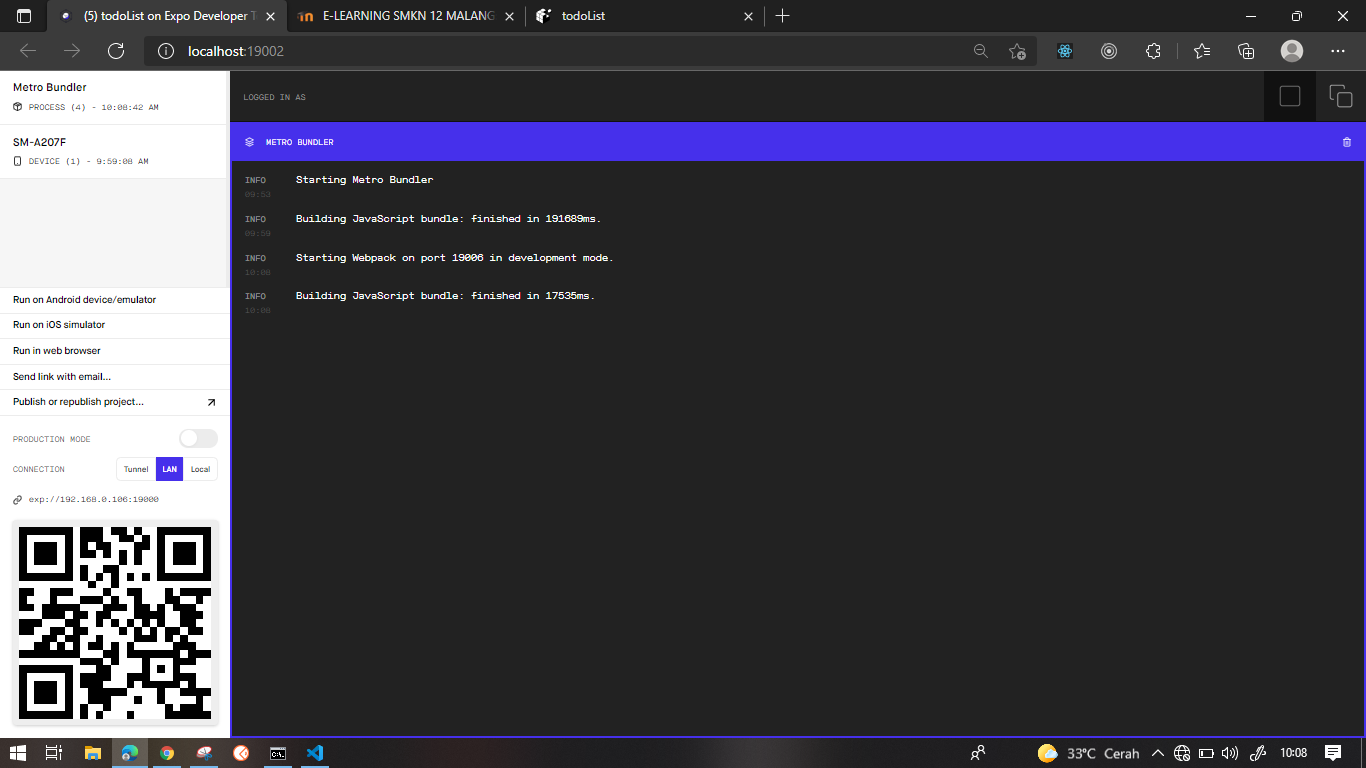 (5) todoList on Expo Developer T
E-LEARNING SMKN 12 MALANG
todoList
localhost:19002
Metro Bundler
PROCESS (4) - 10:08:42 AM
SM-A207F
DEVICE (1) - 9:59:08 AM
Run on Android device/emulator
Run on iOS simulator
Run in web browser
Send link with email...
Publish or republish project...
PRODUCTION MODE
CONNECTION
Tunnel
LAN
Local
exp://192.168.0.106:19000
LOGGED IN AS
METRO BUNDLER
INFO Starting Metro Bundler
09:53
INFO Building JavaScript bundle: finished in 191689ms.
09:59
INFO Starting Webpack on port 19006 in development mode.
10:08
INFO Building JavaScript bundle: finished in 17535ms.
10:08
33°C Cerah
10:08